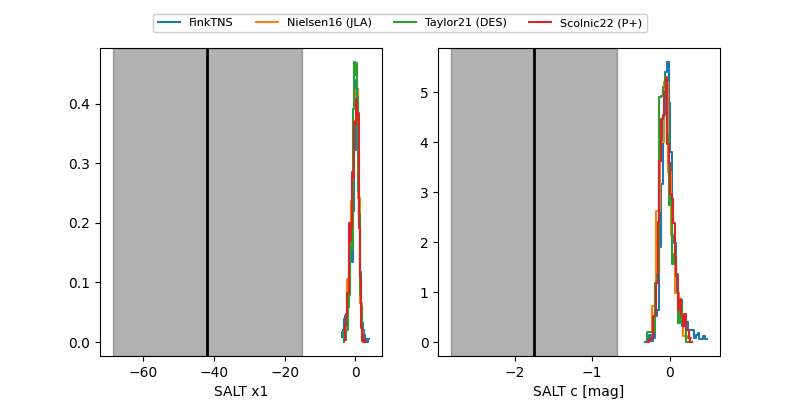 FinkTNS Nielsen16 (JLA) Taylor21 (DES) Scolnic22 (P+)
0.4
0.3
0.2
0.1
0.0
−60 −40 −20 0
SALT x1
5
4
3
2
1
0
−2 −1 0
SALT c [mag]